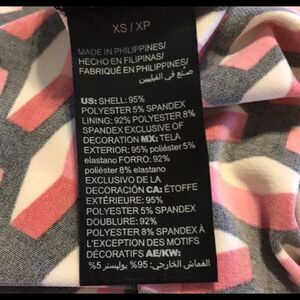 XS / XP
MADE IN PHILIPPINES/
HECHO EN FILIPINAS/
FABRIQUÉ EN PHILIPPINES/
صنع في الفلبين
US: SHELL: 95%
POLYESTER 5% SPANDEX
LINING: 92% POLYESTER 8%
SPANDEX EXCLUSIVE OF
DECORATION MX: TELA
EXTERIOR: 95% poliéster 5%
elastano FORRO: 92%
poliéster 8% elastano
EXCLUSIVO DE LA
DECORACIÓN CA: ÉTOFFE
EXTÉRIEURE: 95%
POLYESTER 5% SPANDEX
DOUBLURE: 92%
POLYESTER 8% SPANDEX À
L'EXCEPTION DES MOTIFS
DÉCORATIFS AE/KW:
القماش الخارجي: 95% بوليستر 5%